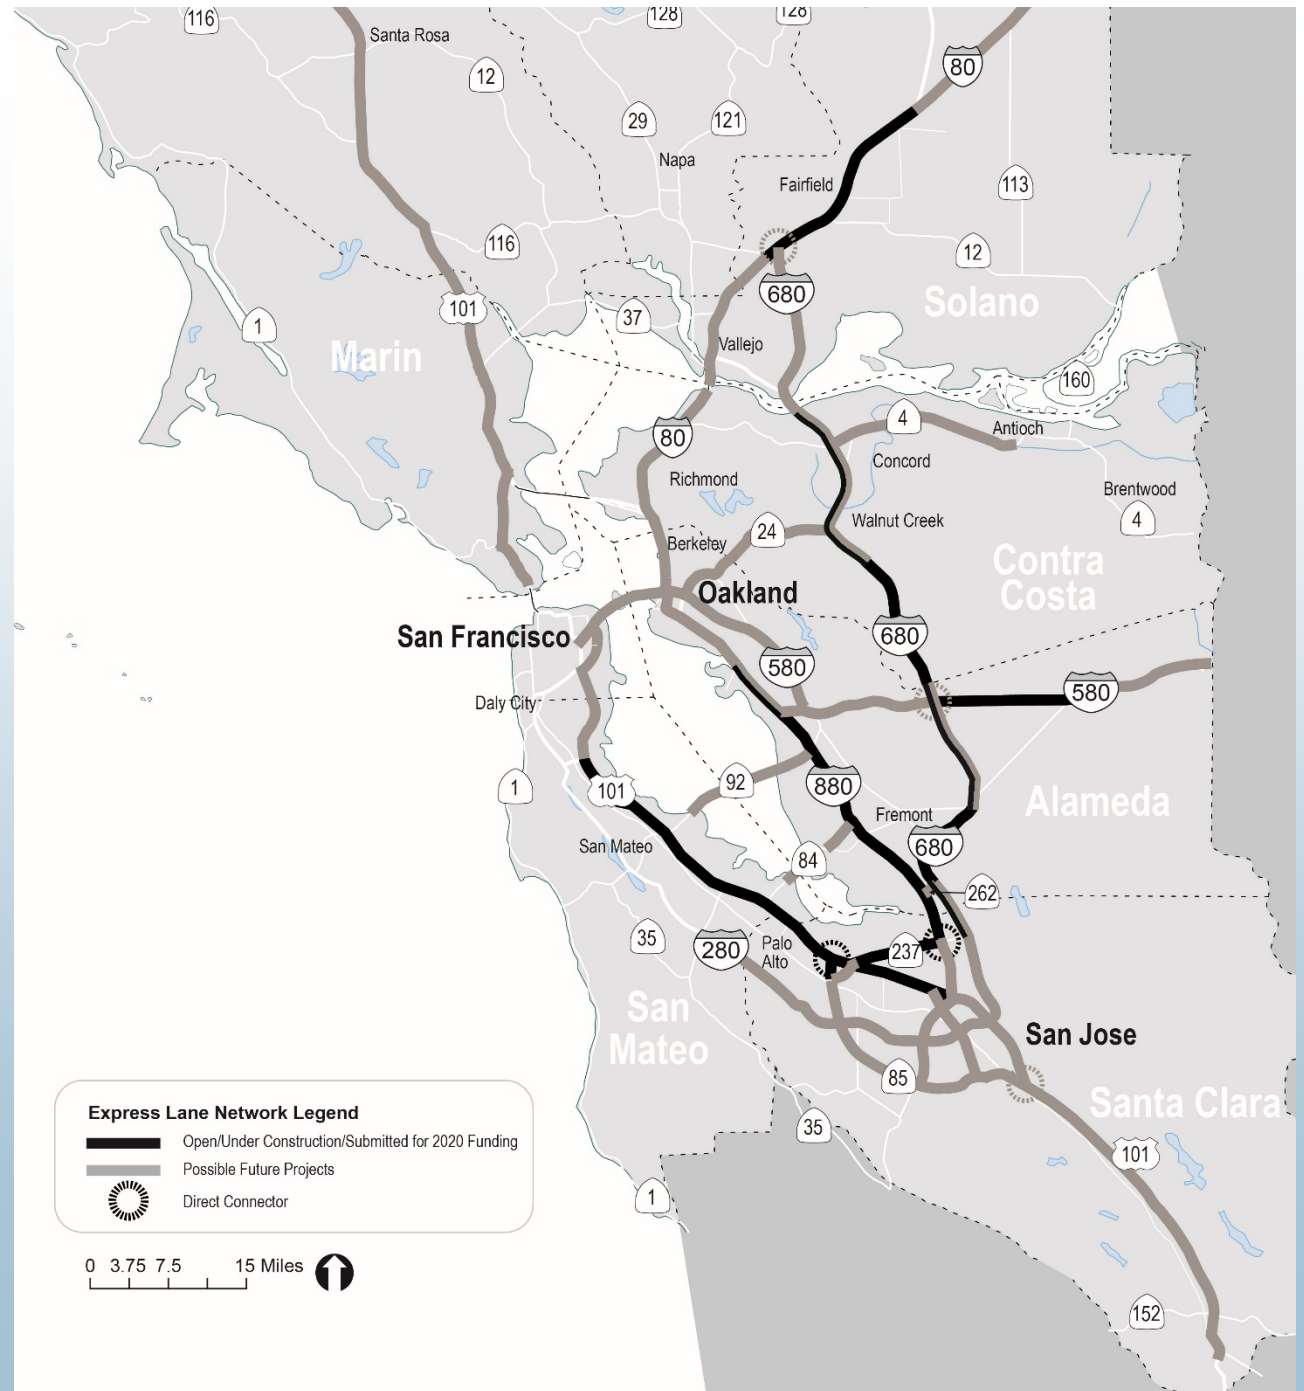 116
128
128
Santa Rosa
12
80
29
121
Napa
Fairfield
113
116
12
680
Solano
101
1
37
Marin
Vallejo
160
4
Antioch
80
Concord
Richmond
Brentwood
4
Walnut Creek
24
Berkeley
Contra
Costa
Oakland
San Francisco
680
580
580
Daly City
92
880
1
101
Alameda
Fremont
San Mateo
680
84
262
35
280
Palo
Alto
237
San
Mateo
San Jose
85
Santa Clara
35
101
Express Lane Network Legend
Open/Under Construction/Submitted for 2020 Funding
Possible Future Projects
Direct Connector
1
0 3.75 7.5 15 Miles
152